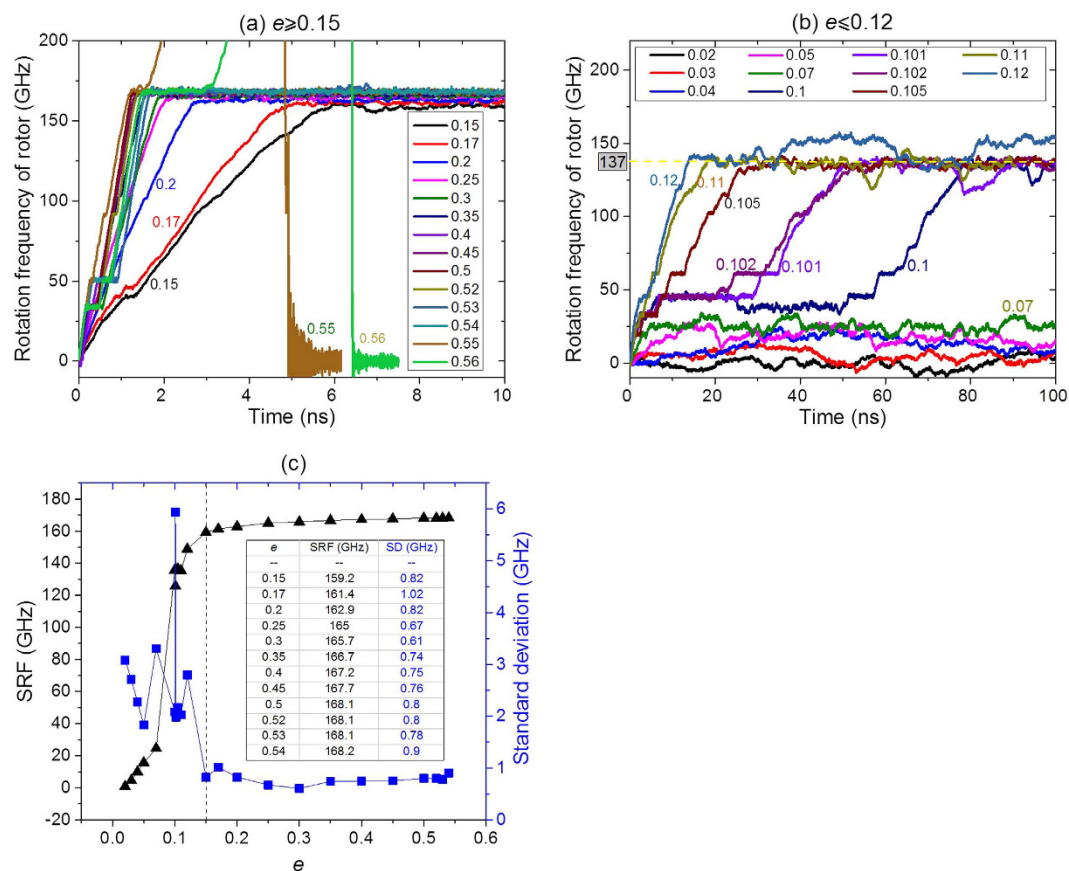 (a) e⩾0.15
Rotation frequency of rotor (GHz)
200
150
100
50
0
0
2
4
6
8
10
Time (ns)
0.2
0.17
0.15
0.55
0.56
0.15
0.17
0.2
0.25
0.3
0.35
0.4
0.45
0.5
0.52
0.53
0.54
0.55
0.56
(b) e⩽0.12
Rotation frequency of rotor (GHz)
200
150
137
100
50
0
0
20
40
60
80
100
Time (ns)
0.02 0.05 0.101 0.11
0.03 0.07 0.102 0.12
0.04 0.1 0.105
0.12
0.11
0.105
0.102
0.101
0.1
0.07
(c)
SRF (GHz)
180
160
140
120
100
80
60
40
20
0
-20
0.0
0.1
0.2
0.3
0.4
0.5
0.6
e
Standard deviation (GHz)
6
5
4
3
2
1
0
e SRF (GHz) SD (GHz)
-- -- --
0.15 159.2 0.82
0.17 161.4 1.02
0.2 162.9 0.82
0.25 165 0.67
0.3 165.7 0.61
0.35 166.7 0.74
0.4 167.2 0.75
0.45 167.7 0.76
0.5 168.1 0.8
0.52 168.1 0.8
0.53 168.1 0.78
0.54 168.2 0.9